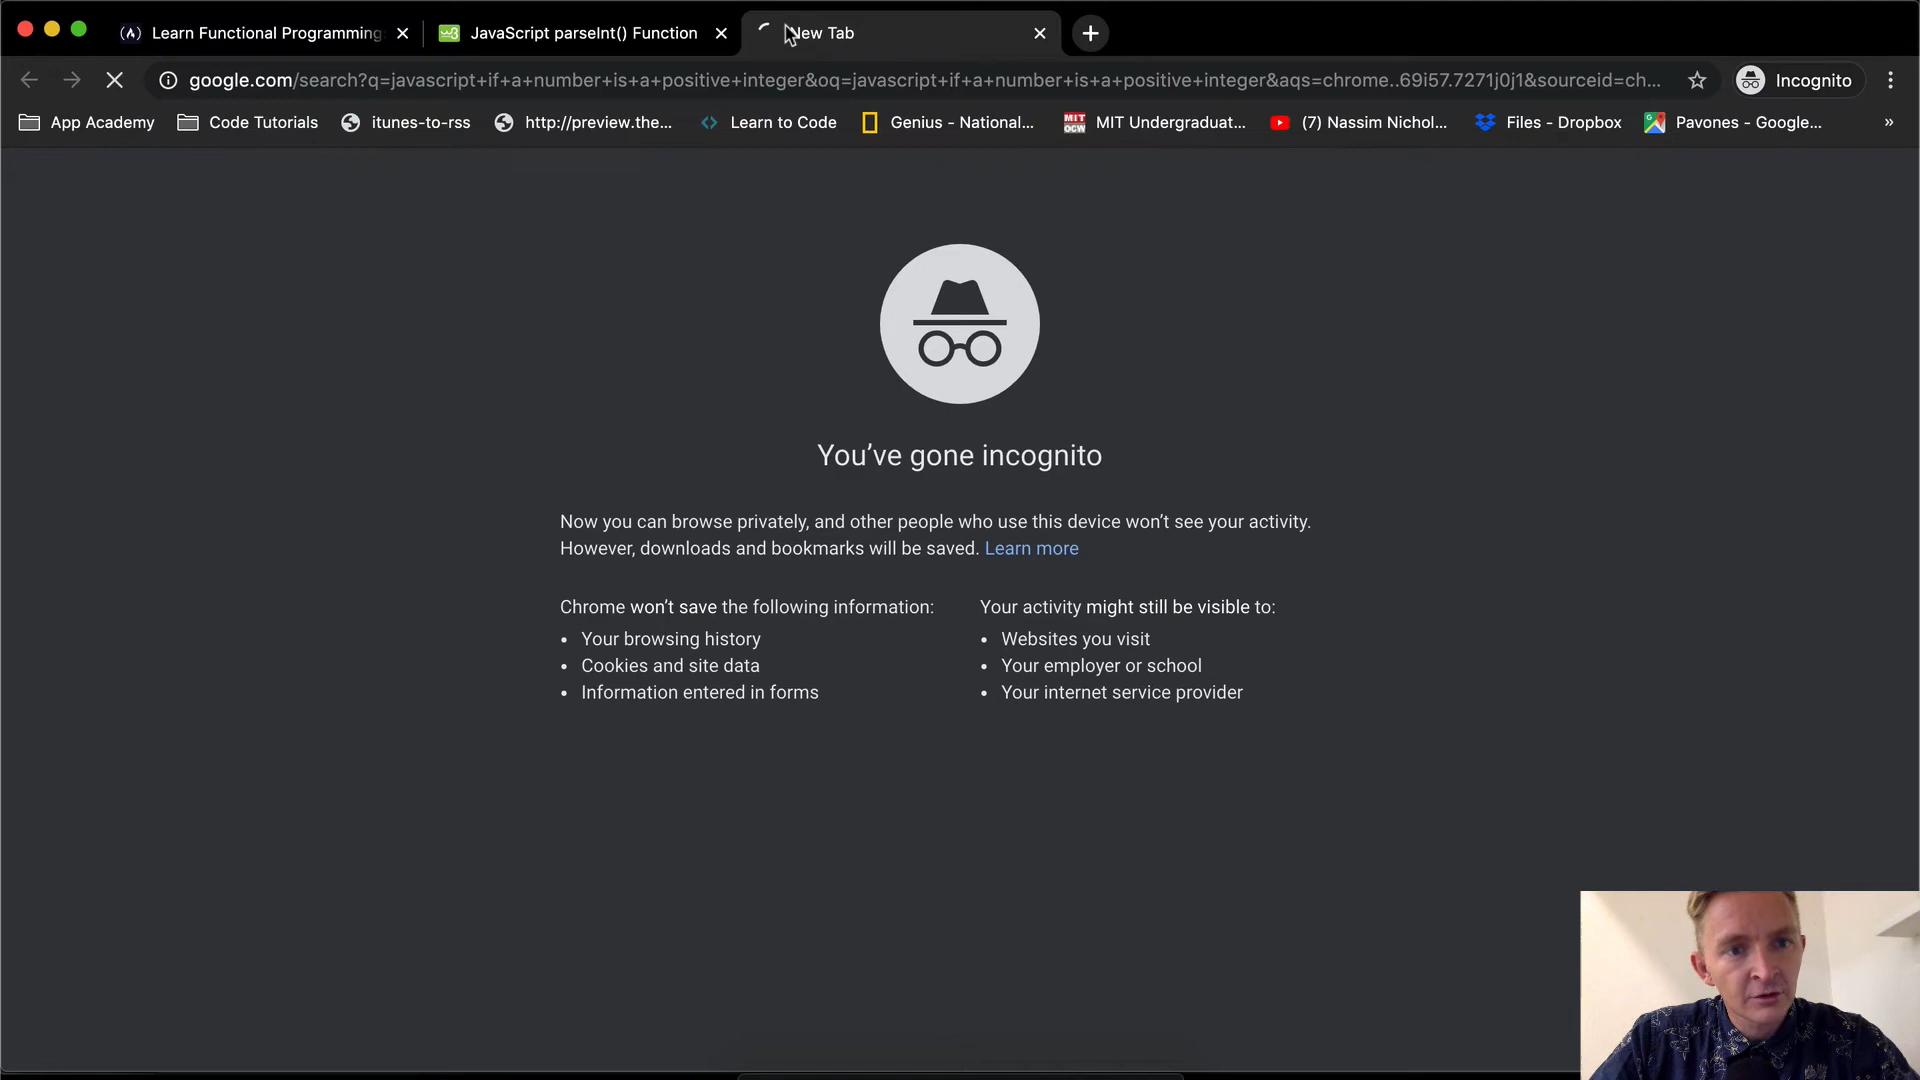 Learn Functional Programming:
JavaScript parseInt() Function
New Tab
google.com/search?q=javascript+if+a+number+is+a+positive+integer&oq=javascript+if+a+number+is+a+positive+integer&aqs=chrome..69i57.7271j0j1&sourceid=ch...
Incognito
App Academy
Code Tutorials
itunes-to-rss
http://preview.the...
Learn to Code
Genius - National...
MIT OCW
MIT Undergraduat...
(7) Nassim Nichol...
Files - Dropbox
Pavones - Google...
»
You've gone incognito
Now you can browse privately, and other people who use this device won't see your activity.
However, downloads and bookmarks will be saved. Learn more
Chrome won't save the following information:
• Your browsing history
• Cookies and site data
• Information entered in forms
Your activity might still be visible to:
• Websites you visit
• Your employer or school
• Your internet service provider